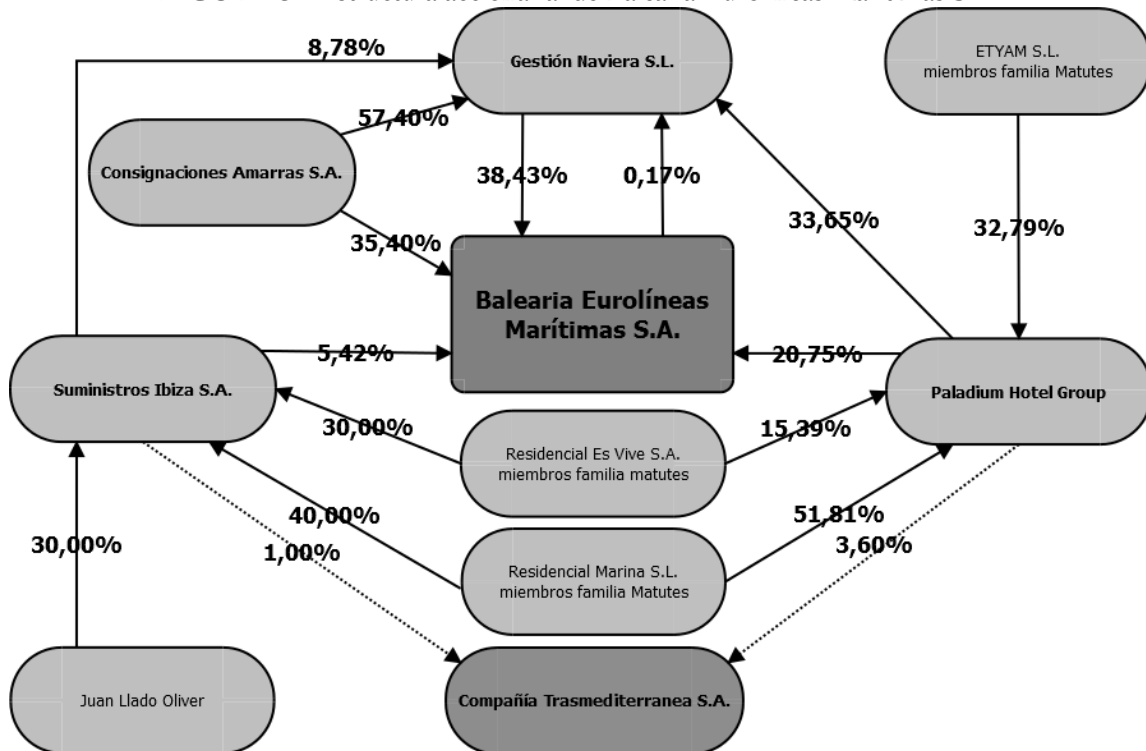 8,78%
Gestión Naviera S.L.
ETYAM S.L.
miembros familia Matutes
57,40%
Consignaciones Amarras S.A.
38,43%
0,17%
33,65%
32,79%
35,40%
Balearia Eurolíneas
Marítimas S.A.
5,42%
20,75%
Suministros Ibiza S.A.
Paladium Hotel Group
30,00%
15,39%
Residencial Es Vive S.A.
miembros familia matutes
40,00%
51,81%
30,00%
1,00%
3,60%
Residencial Marina S.L.
miembros familia Matutes
Juan Llado Oliver
Compañía Trasmediterranea S.A.